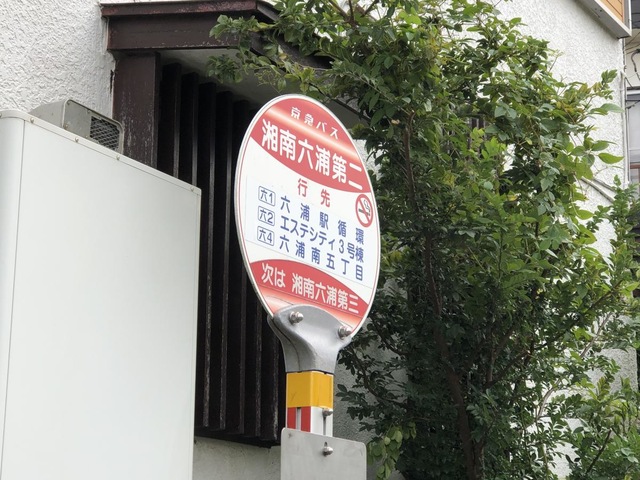 京急バス
湘南六浦第二
行先
六1 六浦駅循環
六2 エステシティ3号棟
六4 六浦南五丁目
次は 湘南六浦第三